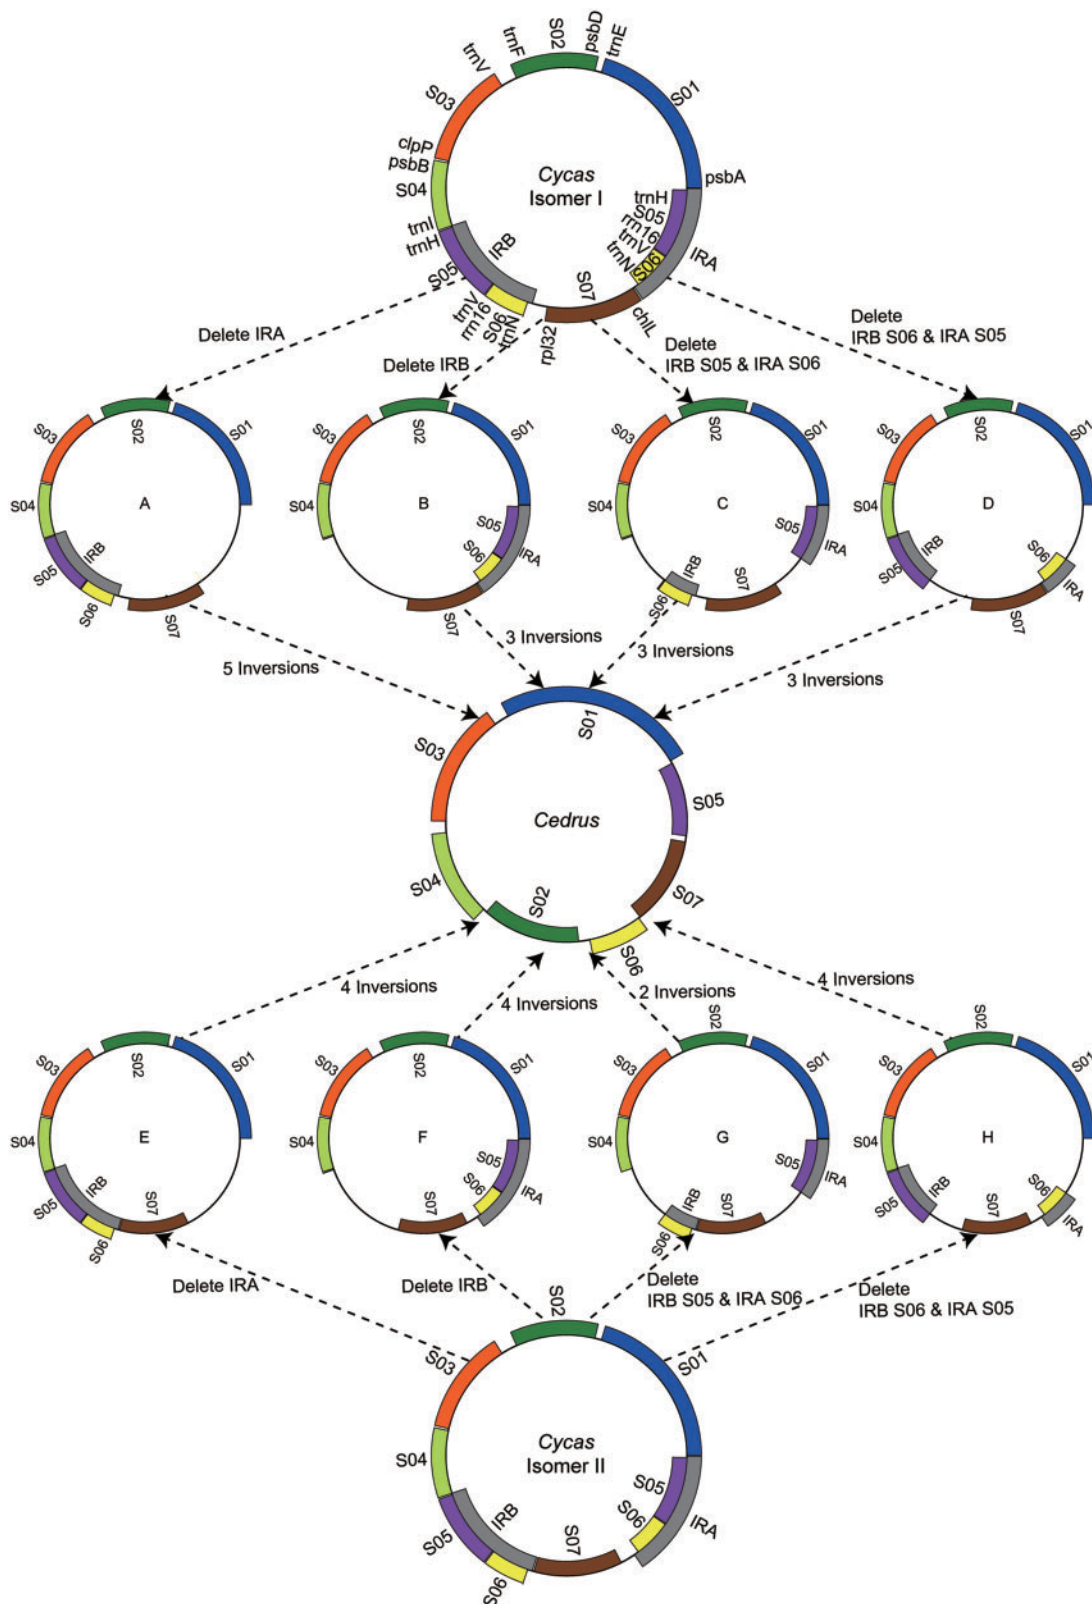 trnF
S02
psbD
trnE
trnV
S03
S01
clpP
psbB
S04
Cycas
Isomer I
psbA
trnI
trnH
IRB
S05
trnV
rrn16
S06
trnN
rpl32
S07
chlL
trnH
S05
rrn16
trnV
S06
trnN
IRA
Delete IRA
Delete IRB
Delete
IRB S05 & IRA S06
Delete
IRB S06 & IRA S05
S03
S02
S01
S04
A
IRB
S05
S06
S07
S03
S02
S01
S04
B
S05
S06
IRA
S07
S03
S02
S01
S04
C
S05
IRA
IRB
S06
S07
S03
S02
S01
S04
D
IRB
S05
S06
IRA
S07
5 Inversions
3 Inversions
3 Inversions
3 Inversions
S03
S01
S05
Cedrus
S04
S02
S07
S06
4 Inversions
4 Inversions
2 Inversions
4 Inversions
S03
S02
S01
S04
E
IRB
S05
S06
S07
S03
S02
S01
S04
F
S05
S06
IRA
S07
S03
S02
S01
S04
G
S05
IRA
IRB
S06
S07
S03
S02
S01
S04
H
IRB
S05
S06
IRA
S07
Delete IRA
Delete IRB
Delete
IRB S05 & IRA S06
Delete
IRB S06 & IRA S05
S02
S03
S01
S04
Cycas
Isomer II
IRB
S05
S06
S07
S05
S06
IRA